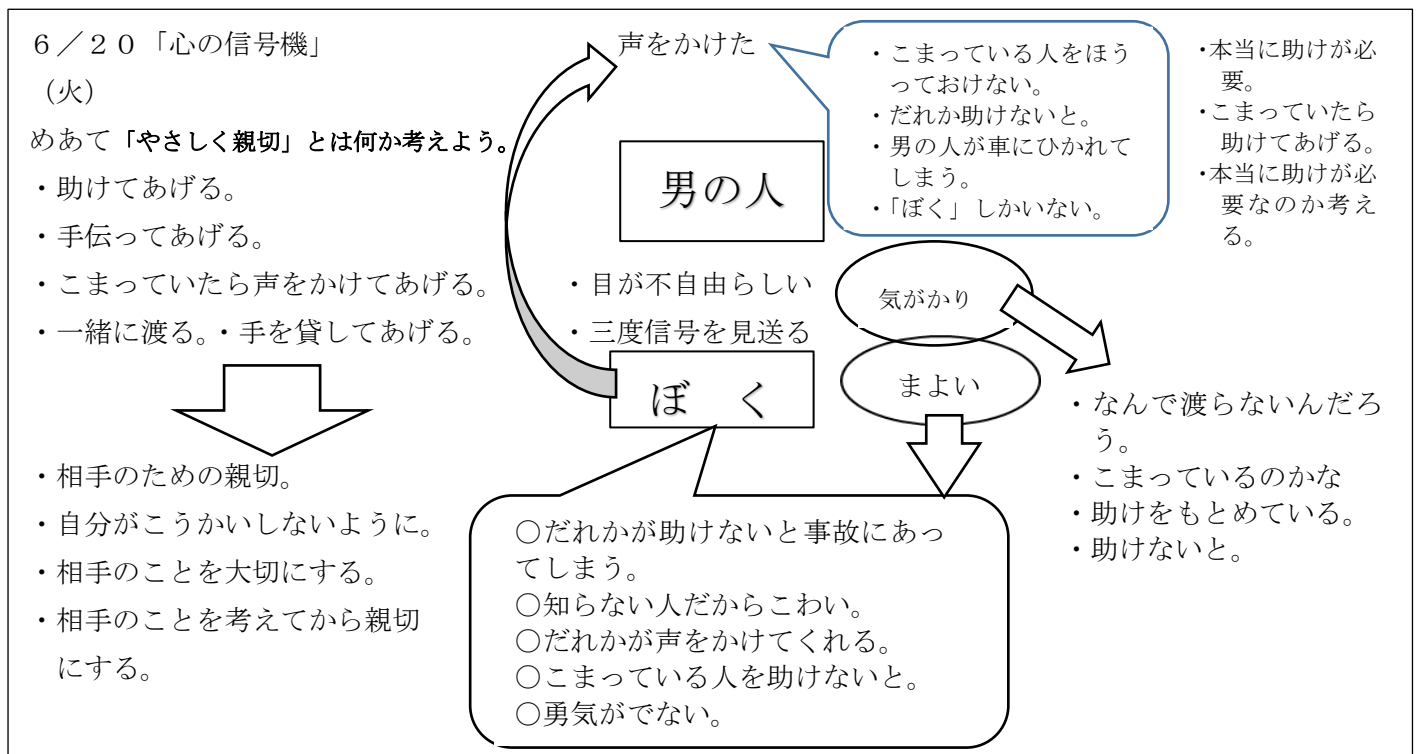 ６／２０「心の信号機」
（火）
めあて「やさしく親切」とは何か考えよう。
・助けてあげる。
・手伝ってあげる。
・こまっていたら声をかけてあげる。
・一緒に渡る。・手を貸してあげる。
・相手のための親切。
・自分がこうかいしないように。
・相手のことを大切にする。
・相手のことを考えてから親切
にする。
声をかけた
・こまっている人をほう
っておけない。
・だれか助けないと。
・男の人が車にひかれて
しまう。
・「ぼく」しかいない。
・本当に助けが必
要。
・こまっていたら
助けてあげる。
・本当に助けが必
要なのか考え
る。
男の人
・目が不自由らしい
・三度信号を見送る
気がかり
まよい
ぼ　く
・なんで渡らないんだろ
う。
・こまっているのかな
・助けをもとめている。
・助けないと。
○だれかが助けないと事故にあっ
てしまう。
○知らない人だからこわい。
○だれかが声をかけてくれる。
○こまっている人を助けないと。
○勇気がでない。